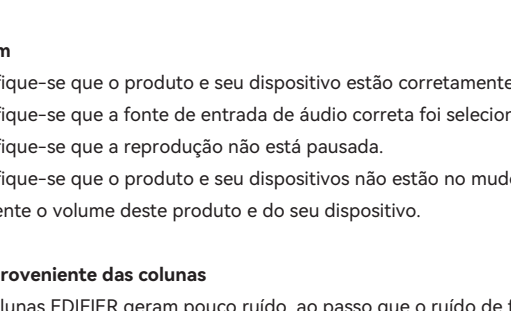 m
fique-se que o produto e seu dispositivo estão corretamente
fique-se que a fonte de entrada de áudio correta foi selecion
fique-se que a reprodução não está pausada.
fique-se que o produto e seu dispositivos não estão no mudo
ente o volume deste produto e do seu dispositivo.
roveniente das colunas
lunas EDIFIER geram pouco ruído, ao passo que o ruído de f